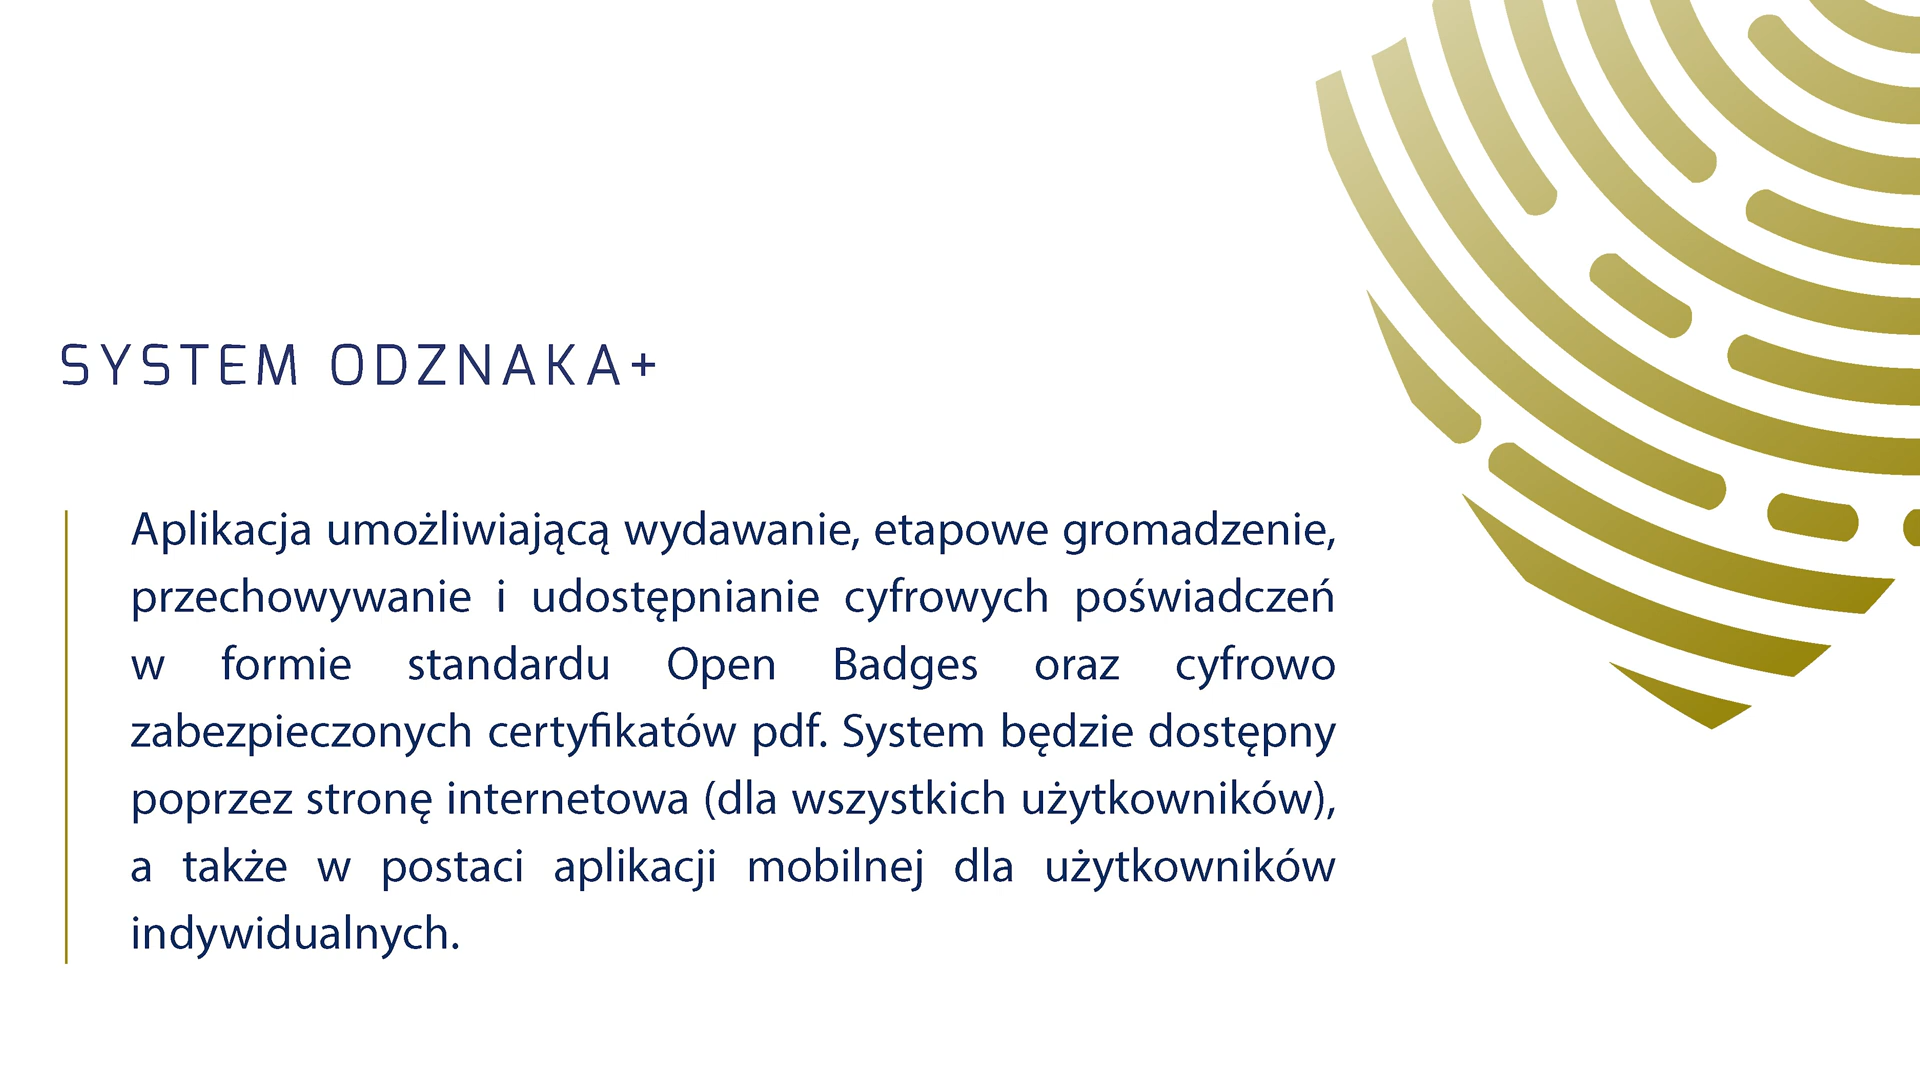 SYSTEM ODZNAKA+
Aplikacja umożliwiającą wydawanie, etapowe gromadzenie,
przechowywanie i udostępnianie cyfrowych poświadczeń
w formie standardu Open Badges oraz cyfrowo
zabezpieczonych certyfikatów pdf. System będzie dostępny
poprzez stronę internetowa (dla wszystkich użytkowników),
a także w postaci aplikacji mobilnej dla użytkowników
indywidualnych.